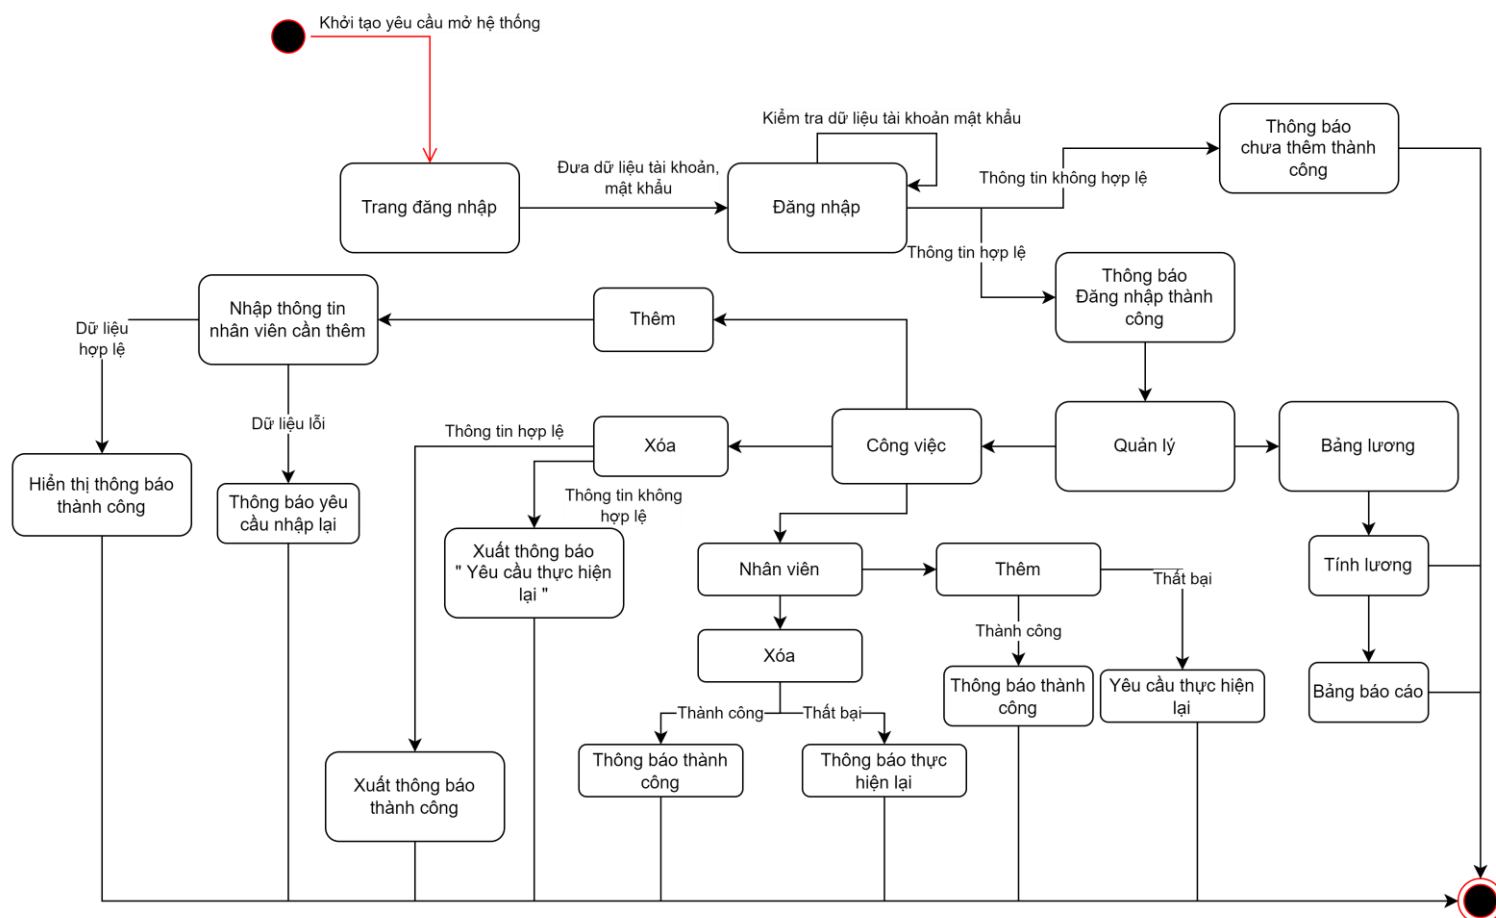 Khởi tạo yêu cầu mở hệ thống
Kiểm tra dữ liệu tài khoản mật khẩu
Thông báo
chưa thêm thành
công
Đưa dữ liệu tài khoản,
mật khẩu
Thông tin không hợp lệ
Trang đăng nhập
Đăng nhập
Thông tin hợp lệ
Thông báo
Đăng nhập thành
công
Nhập thông tin
nhân viên cần thêm
Thêm
Dữ liệu
hợp lệ
Dữ liệu lỗi
Thông tin hợp lệ
Xóa
Công việc
Quản lý
Bảng lương
Hiển thị thông báo
thành công
Thông báo yêu
cầu nhập lại
Thông tin không
hợp lệ
Xuất thông báo
" Yêu cầu thực hiện
lại "
Nhân viên
Thêm
Thất bại
Tính lương
Thành công
Xóa
Thông báo thành
công
Yêu cầu thực hiện
lại
Bảng báo cáo
Thành công
Thất bại
Thông báo thành
công
Thông báo thực
hiện lại
Xuất thông báo
thành công